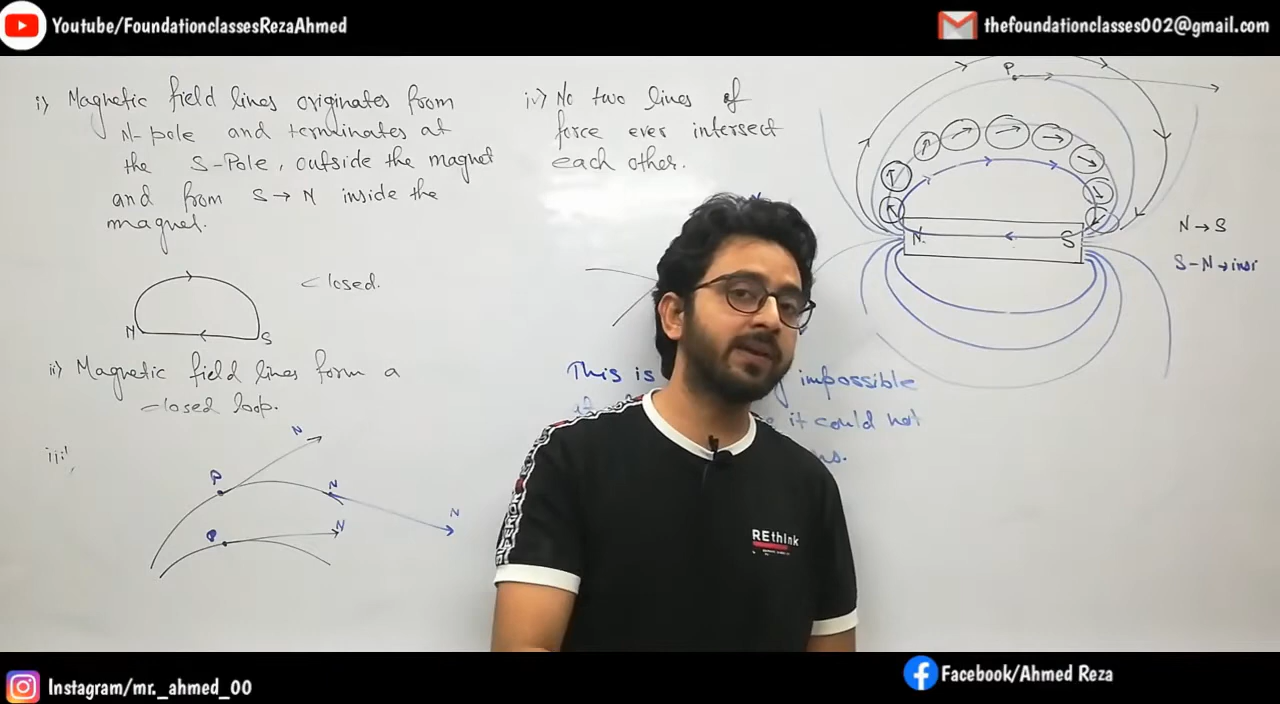 Youtube/FoundationclassesRezaAhmed
thefoundationclasses002@gmail.com
i) Magnetic field lines originates from
N-pole and terminates at
the S-Pole, outside the magnet
and from S → N inside the
magnet.
N
S
closed.
ii) Magnetic field lines form a
closed loop.
iii
P
N
N
N
P
N
iv) No two lines of
force ever intersect
each other.
This is
impossible
it could not
P
N
S
N → S
S-N → insi
REthInk
Instagram/mr._ahmed_00
Facebook/Ahmed Reza